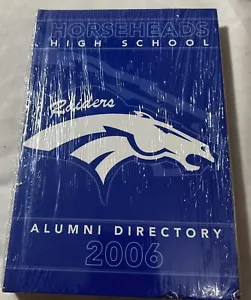 HORSEHEADS
HIGH SCHOOL
Raiders
ALUMNI DIRECTORY
2006